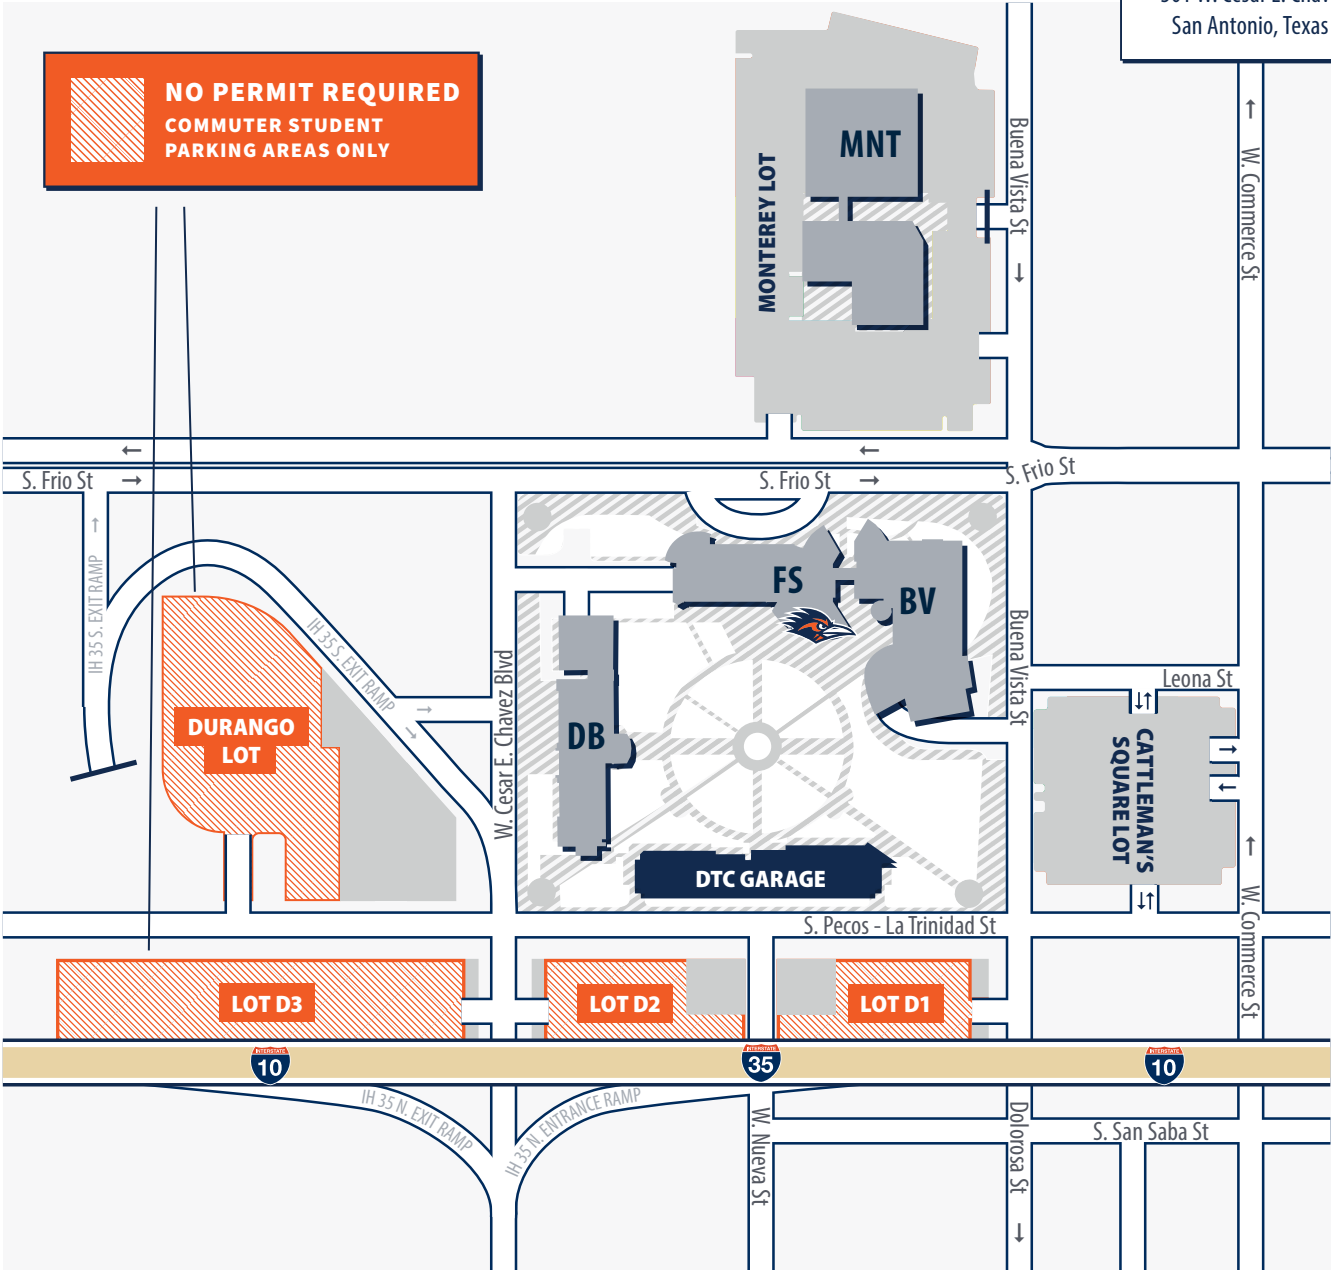 San Antonio, Texas
NO PERMIT REQUIRED
COMMUTER STUDENT
PARKING AREAS ONLY
MNT
MONTEREY LOT
Buena Vista St
W. Commerce St
S. Frio St
S. Frio St
S. Frio St
IH 35 S. EXIT RAMP
IH 35 S. EXIT RAMP
FS
BV
DB
W. Cesar E. Chavez Blvd
Buena Vista St
Leona St
DURANGO
LOT
CATTLEMAN'S
SQUARE LOT
DTC GARAGE
S. Pecos - La Trinidad St
W. Commerce St
LOT D3
LOT D2
LOT D1
INTERSTATE
10
INTERSTATE
35
INTERSTATE
10
IH 35 N. EXIT RAMP
IH 35 N. ENTRANCE RAMP
W. Nueva St
Dolorosa St
S. San Saba St